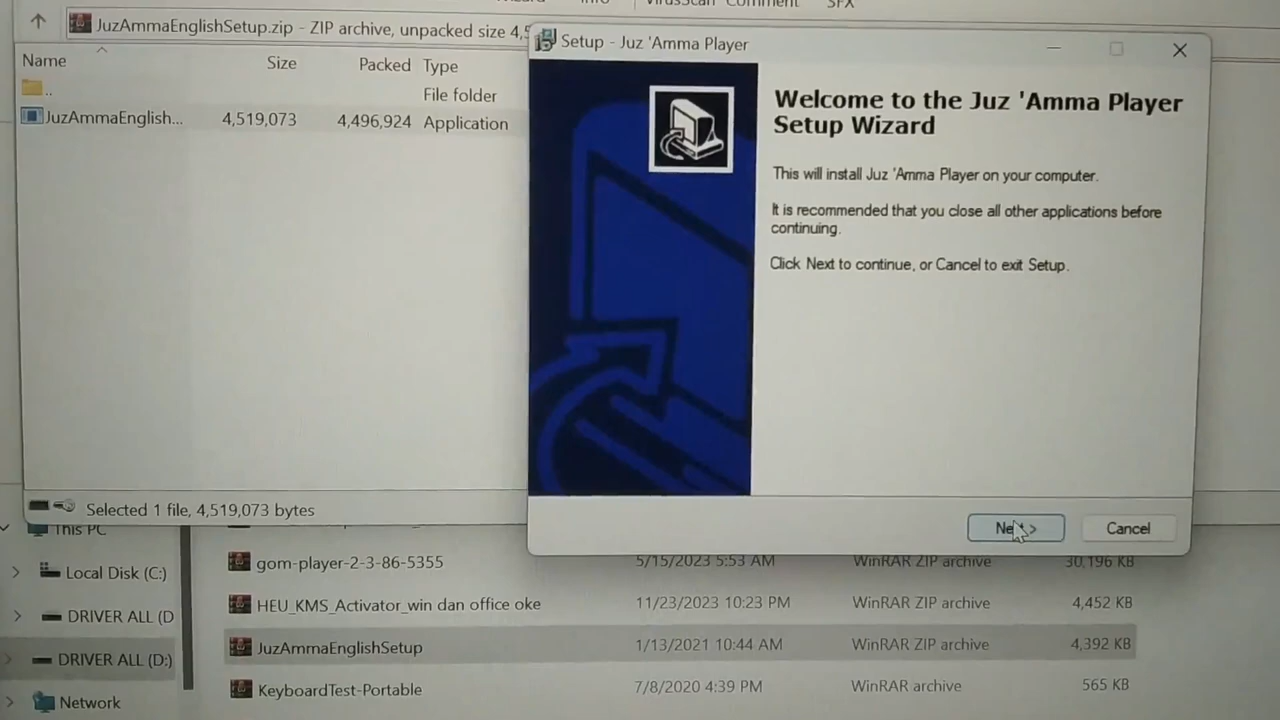 VirusScan Comment SFX
JuzAmmaEnglishSetup.zip - ZIP archive, unpacked size 4,5
Name Size Packed Type
.. File folder
JuzAmmaEnglish... 4,519,073 4,496,924 Application
Selected 1 file, 4,519,073 bytes
Setup - Juz 'Amma Player
Welcome to the Juz 'Amma Player
Setup Wizard
This will install Juz 'Amma Player on your computer.
It is recommended that you close all other applications before
continuing.
Click Next to continue, or Cancel to exit Setup.
Next > Cancel
This PC
Local Disk (C:)
DRIVER ALL (D
DRIVER ALL (D:)
Network
gom-player-2-3-86-5355 5/15/2023 5:53 AM WinRAR ZIP archive 30,196 KB
HEU_KMS_Activator_win dan office oke 11/23/2023 10:23 PM WinRAR ZIP archive 4,452 KB
JuzAmmaEnglishSetup 1/13/2021 10:44 AM WinRAR ZIP archive 4,392 KB
KeyboardTest-Portable 7/8/2020 4:39 PM WinRAR archive 565 KB